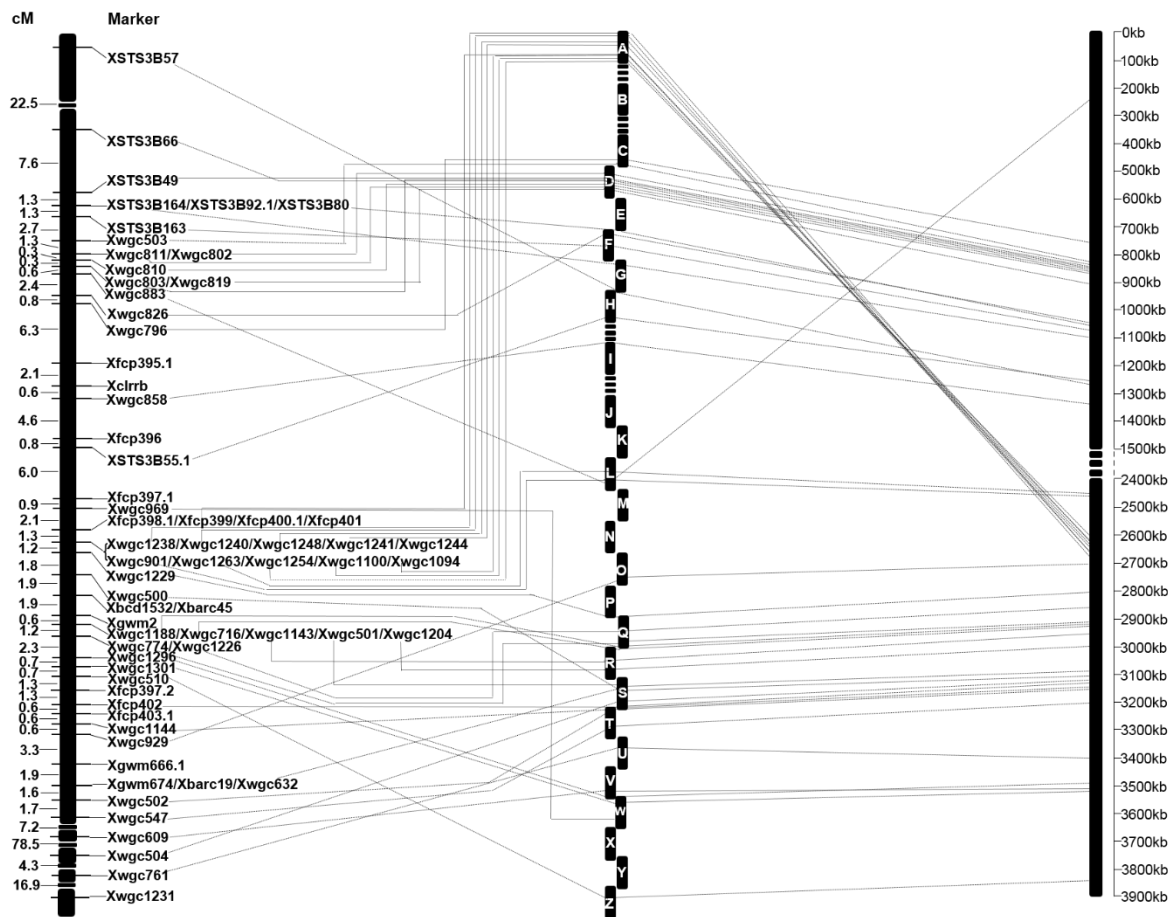 cM
Marker
XSTS3B57
22.5
XSTS3B66
7.6
XSTS3B49
1.3
XSTS3B164/XSTS3B92.1/XSTS3B80
1.3
XSTS3B163
2.7
Xwgc503
1.3
Xwgc811/Xwgc802
0.3
Xwgc810
0.3
Xwgc803/Xwgc819
0.6
Xwgc883
2.4
Xwgc826
0.8
Xwgc796
6.3
Xfcp395.1
2.1
Xclrrb
0.6
Xwgc858
4.6
Xfcp396
0.8
XSTS3B55.1
6.0
Xfcp397.1
0.9
Xwgc969
2.1
Xfcp398.1/Xfcp399/Xfcp400.1/Xfcp401
1.3
Xwgc1238/Xwgc1240/Xwgc1248/Xwgc1241/Xwgc1244
1.2
Xwgc901/Xwgc1263/Xwgc1254/Xwgc1100/Xwgc1094
1.8
Xwgc1229
1.9
Xwgc500
1.9
Xbcd1532/Xbarc45
0.6
Xgwm2
1.2
Xwgc1188/Xwgc716/Xwgc1143/Xwgc501/Xwgc1204
2.3
Xwgc774/Xwgc1226
0.7
Xwgc1296
0.7
Xwgc1301
1.3
Xwgc510
1.3
Xfcp397.2
1.3
Xfcp402
0.6
Xfcp403.1
0.6
Xwgc1144
0.6
Xwgc929
3.3
Xgwm666.1
1.9
Xgwm674/Xbarc19/Xwgc632
1.6
Xwgc502
1.7
Xwgc547
7.2
Xwgc609
78.5
Xwgc504
4.3
Xwgc761
16.9
Xwgc1231
A
B
C
D
E
F
G
H
I
J
K
L
M
N
O
P
Q
R
S
T
U
V
W
X
Y
Z
0kb
100kb
200kb
300kb
400kb
500kb
600kb
700kb
800kb
900kb
1000kb
1100kb
1200kb
1300kb
1400kb
1500kb
2400kb
2500kb
2600kb
2700kb
2800kb
2900kb
3000kb
3100kb
3200kb
3300kb
3400kb
3500kb
3600kb
3700kb
3800kb
3900kb